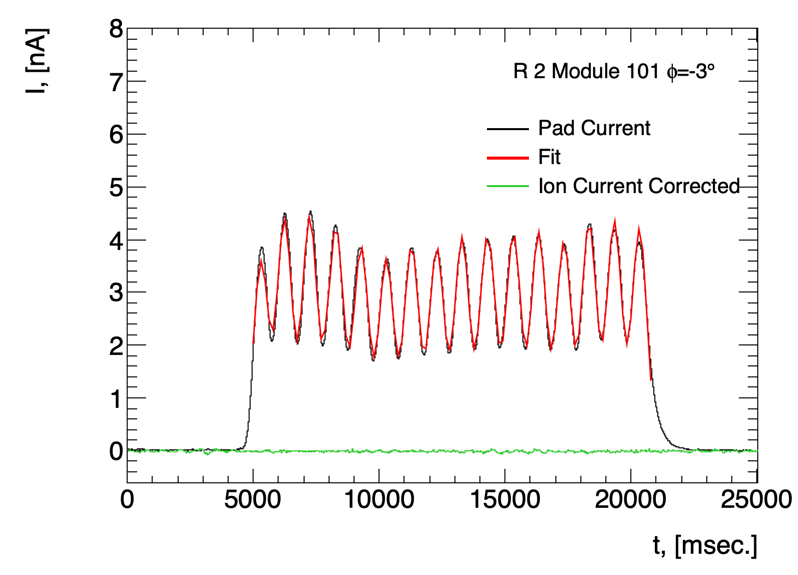 I, [nA]
8
7
6
5
4
3
2
1
0
R 2 Module 101 ϕ=-3°
Pad Current
Fit
Ion Current Corrected
0 5000 10000 15000 20000 25000
t, [msec.]